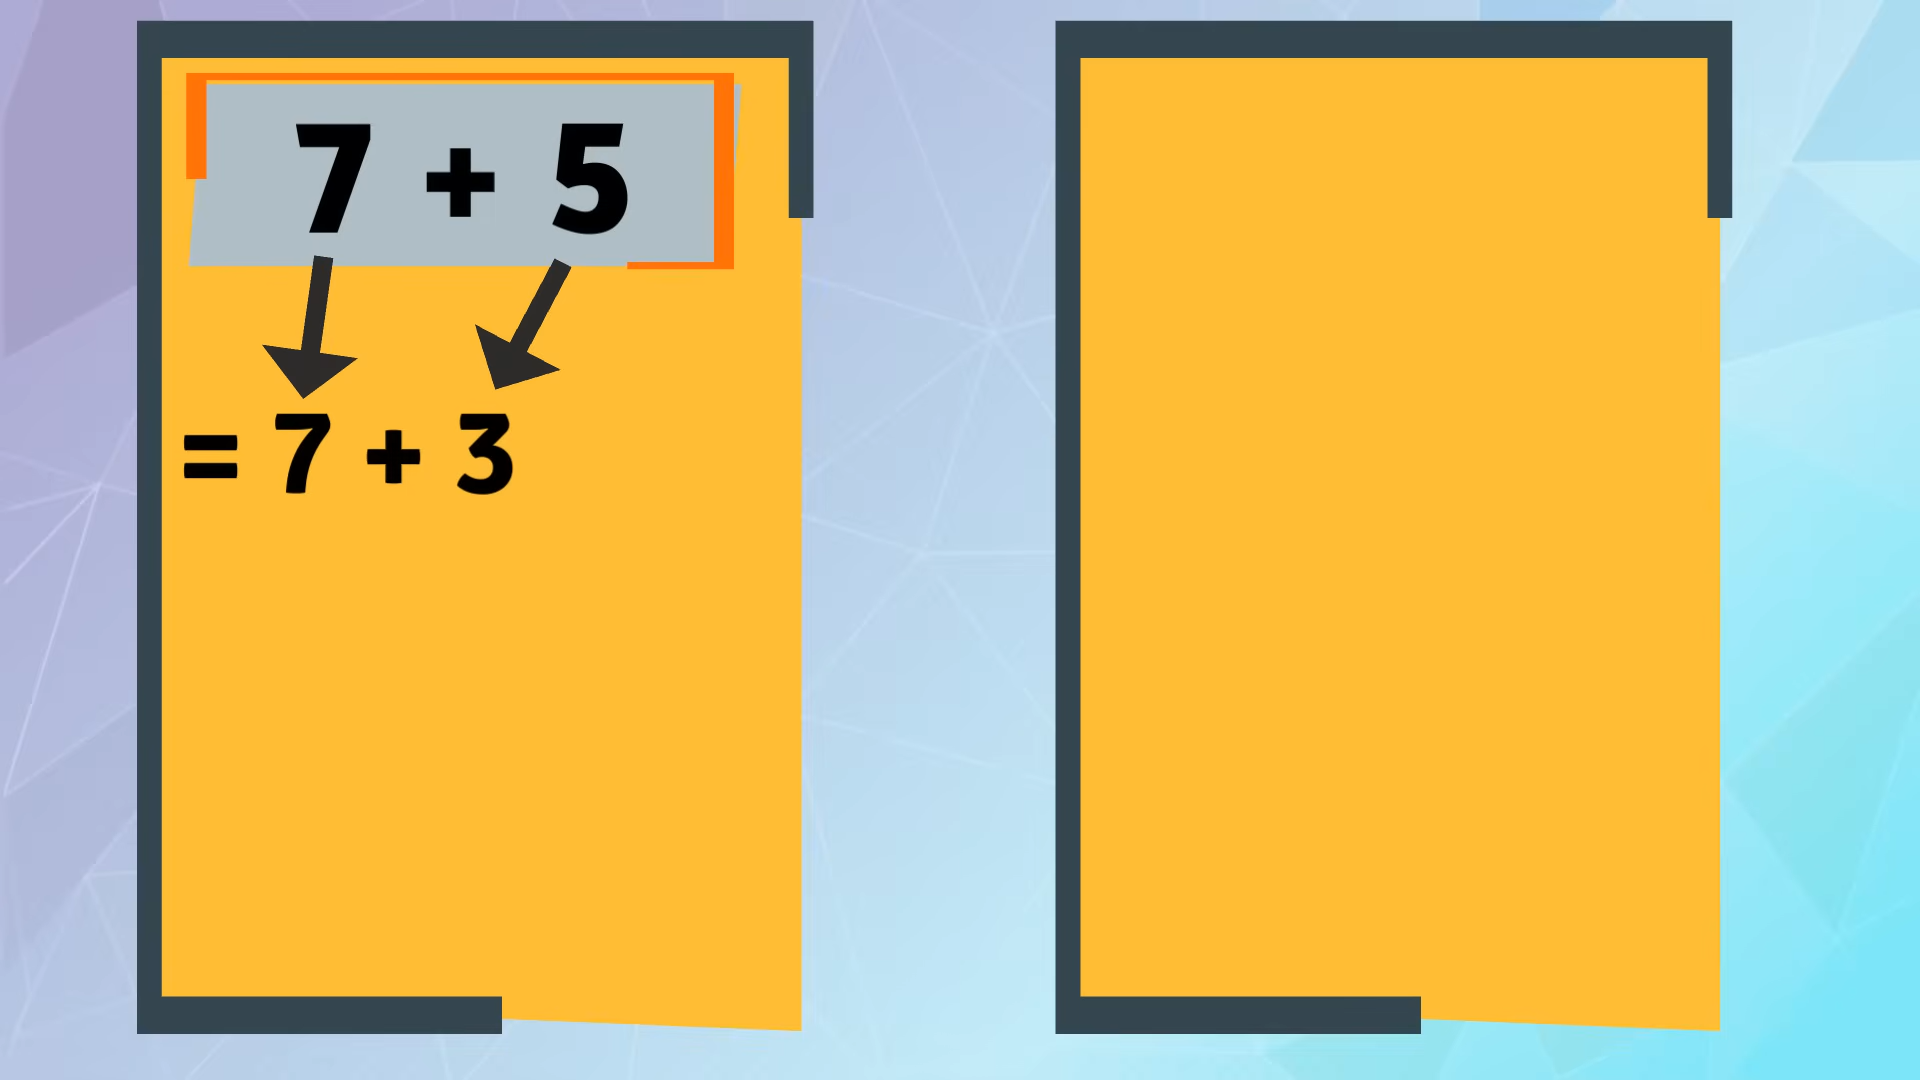 7 + 5
= 7 + 3